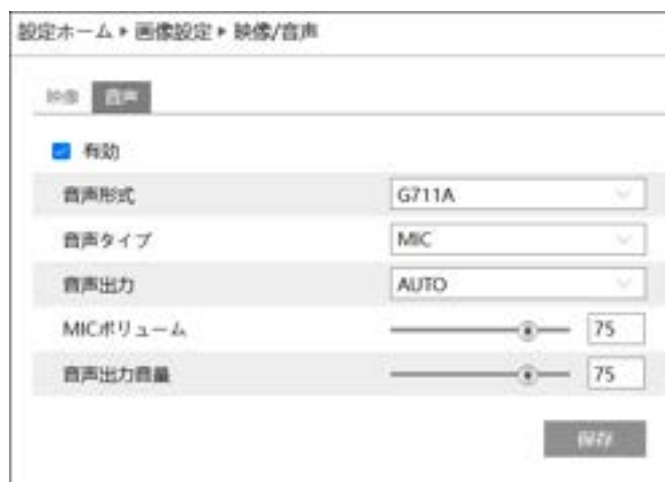 設定ホーム ▸ 画像設定 ▸ 映像/音声
映像 音声
有効
音声形式 G711A
音声タイプ MIC
音声出力 AUTO
MICボリューム 75
音声出力音量 75
保存